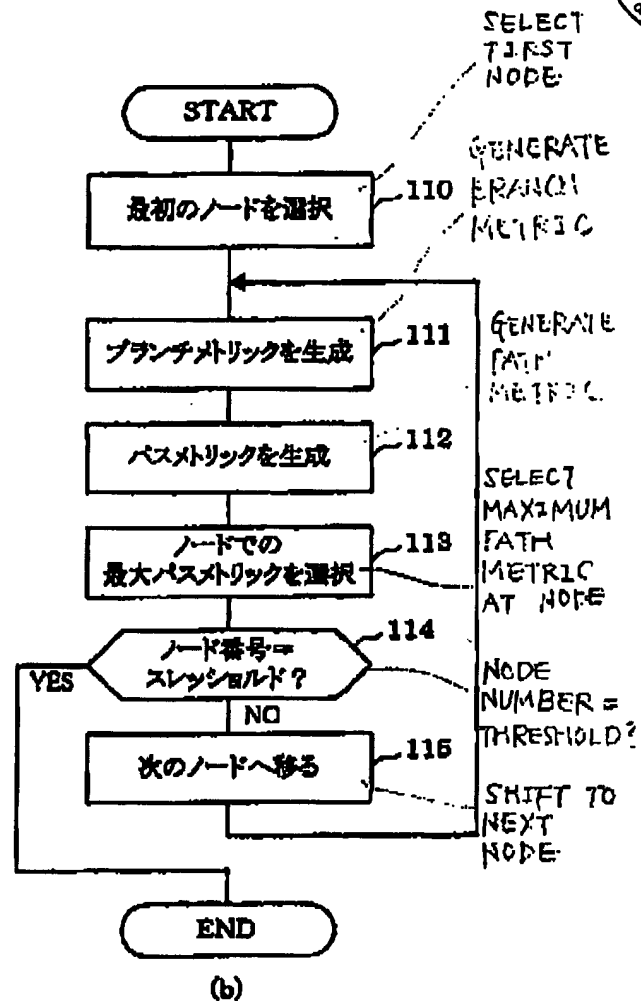 SELECT
FIRST
NODE
START
最初のノードを選択
110
GENERATE
BRANCH
METRIC
ブランチメトリックを生成
111
GENERATE
PATH
METRIC
パスメトリックを生成
112
ノードでの
最大パスメトリックを選択
113
SELECT
MAXIMUM
PATH
METRIC
AT NODE
ノード番号=
スレッショルド?
114
YES
NO
NODE
NUMBER =
THRESHOLD?
次のノードへ移る
115
SHIFT TO
NEXT
NODE
END
(b)